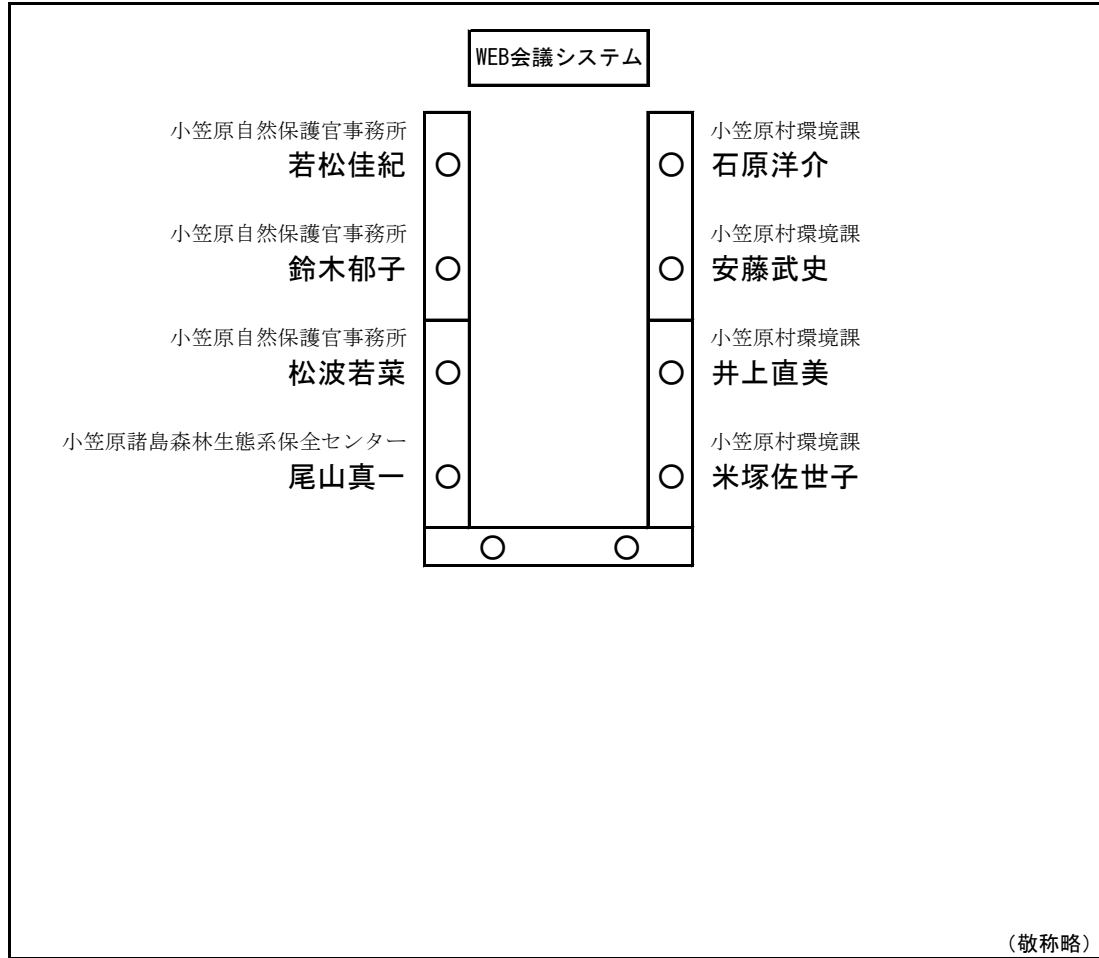 WEB会議システム
小笠原自然保護官事務所
若松佳紀
小笠原自然保護官事務所
鈴木郁子
小笠原自然保護官事務所
松波若菜
小笠原諸島森林生態系保全センター
尾山真一
小笠原村環境課
石原洋介
小笠原村環境課
安藤武史
小笠原村環境課
井上直美
小笠原村環境課
米塚佐世子
（敬称略）